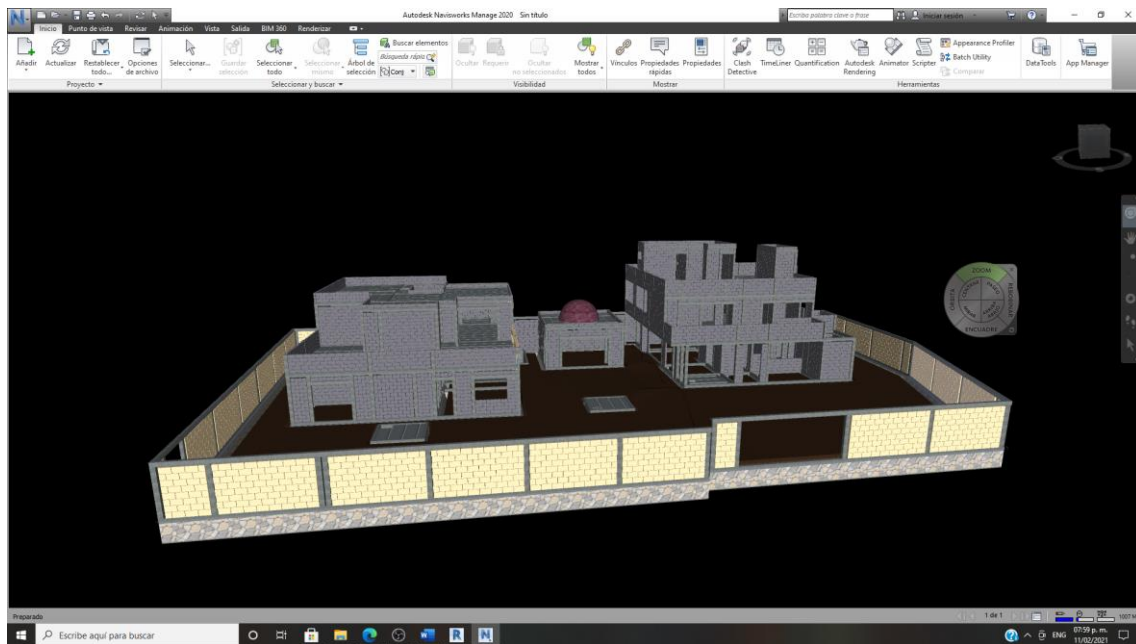 Autodesk Navisworks Manage 2020 Sin título
Escriba palabra clave o frase
Iniciar sesión
Inicio Punto de vista Revisar Animación Vista Salida BIM 360 Renderizar
Añadir
Actualizar
Restablecer todo...
Opciones de archivo
Proyecto
Seleccionar...
Guardar selección
Seleccionar todo
Seleccionar mismo
Árbol de selección
Buscar elementos
Búsqueda rápida
Conj
Seleccionar y buscar
Ocultar
Requerir
Ocultar no seleccionados
Mostrar todos
Visibilidad
Vínculos
Propiedades rápidas
Propiedades
Mostrar
Clash Detective
TimeLiner
Quantification
Autodesk Rendering
Animator
Scripter
Appearance Profiler
Batch Utility
Comparar
Herramientas
DataTools
App Manager
ZOOM
ENCUADRE
Preparado
1 de 1
Escribe aquí para buscar
ENG
07:59 p. m.
11/02/2021